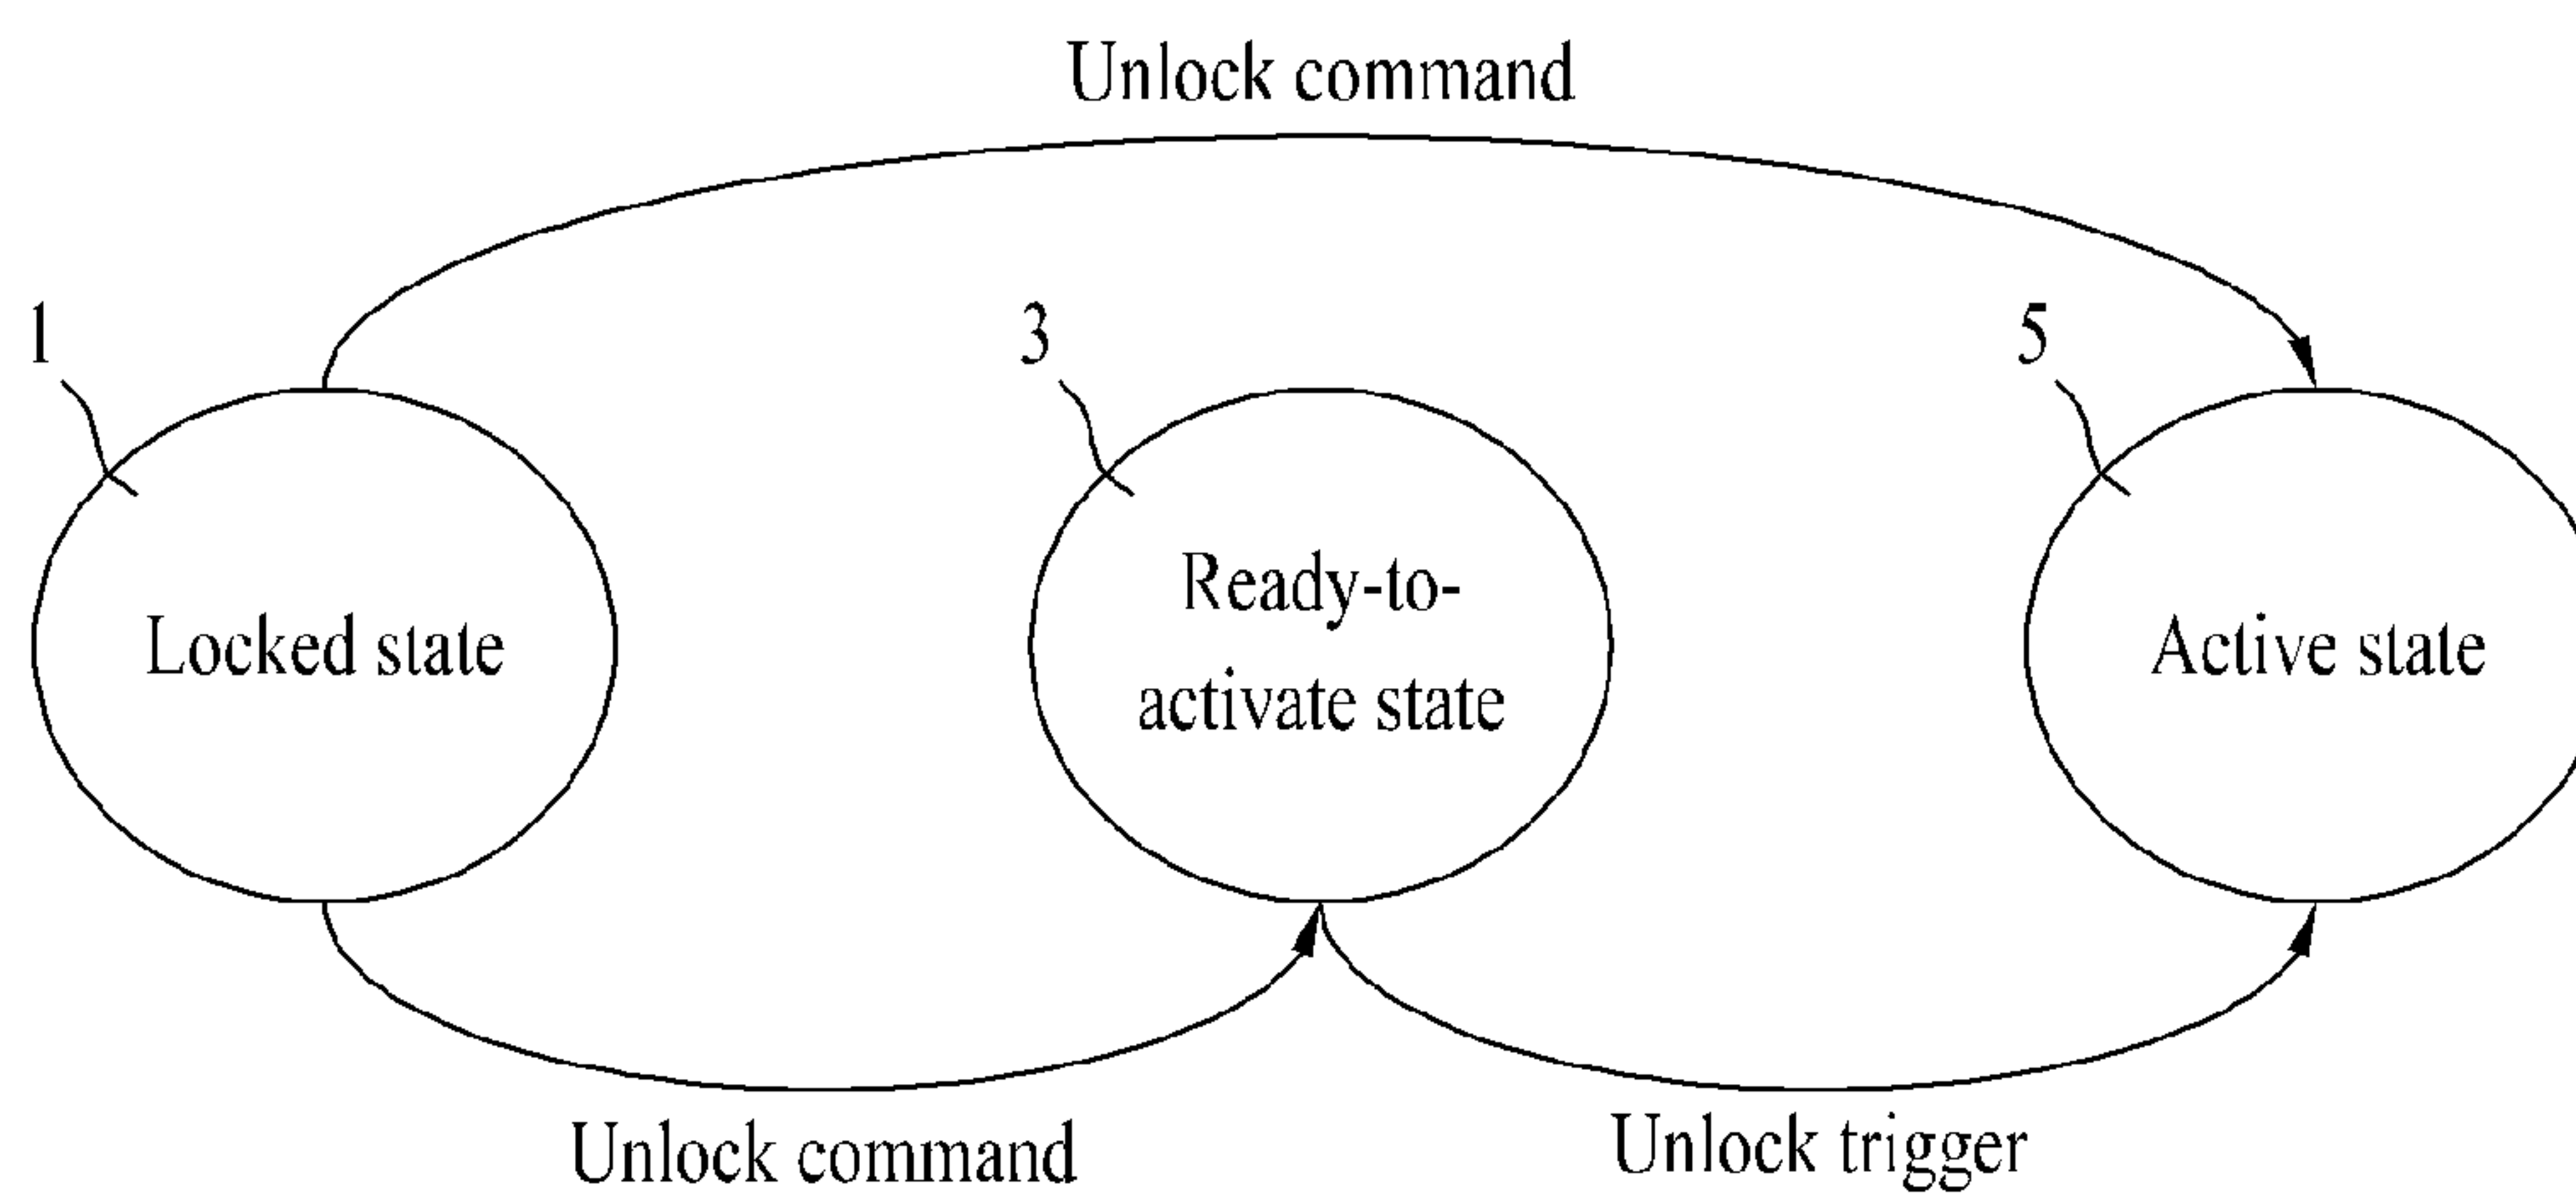 Unlock command
1
3
5
Locked state
Ready-to-
activate state
Active state
Unlock command
Unlock trigger